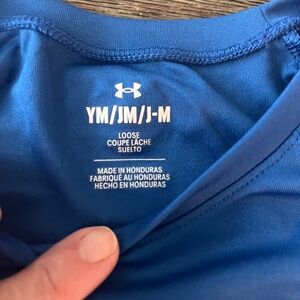 YM/JM/J-M
LOOSE
COUPE LÂCHE
SUELTO
MADE IN HONDURAS
FABRIQUÉ AU HONDURAS
HECHO EN HONDURAS